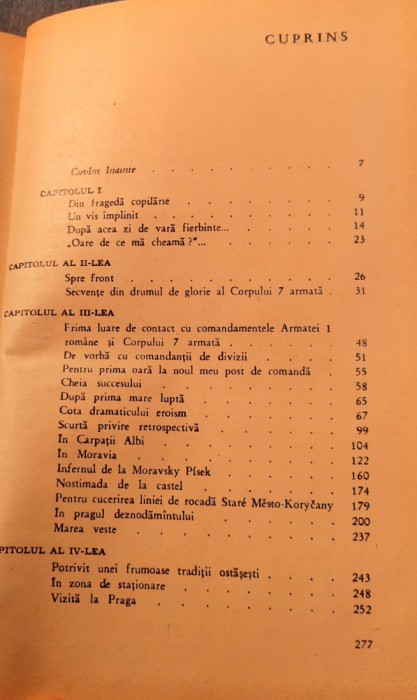 CUPRINS
Cuvînt înainte . . . . . . . . . . 7
CAPITOLUL I
Din fragedă copilărie . . . . . . . . 9
Un vis împlinit . . . . . . . . . 11
După acea zi de vară fierbinte... . . . . . 14
„Oare de ce mă cheamă ?“... . . . . . . 23
CAPITOLUL AL II-LEA
Spre front . . . . . . . . . . 26
Secvențe din drumul de glorie al Corpului 7 armată . 31
CAPITOLUL AL III-LEA
Prima luare de contact cu comandamentele Armatei 1
române și Corpului 7 armată . . . . . . 48
De vorbă cu comandanții de divizii . . . . . 51
Pentru prima oară la noul meu post de comandă . 55
Cheia succesului . . . . . . . . 58
După prima mare luptă . . . . . . . 65
Cota dramaticului eroism . . . . . . . 67
Scurtă privire retrospectivă . . . . . . 99
În Carpații Albi . . . . . . . . 104
În Moravia . . . . . . . . . 122
Infernul de la Moravsky Písek . . . . . . 160
Nostimada de la castel . . . . . . . 174
Pentru cucerirea liniei de rocadă Staré Město-Koryčany 179
În pragul deznodămîntului . . . . . . 200
Marea veste . . . . . . . . . 237
PITOLUL AL IV-LEA
Potrivit unei frumoase tradiții ostășești . . . . 243
În zona de staționare . . . . . . . 248
Vizită la Praga . . . . . . . . 252
277